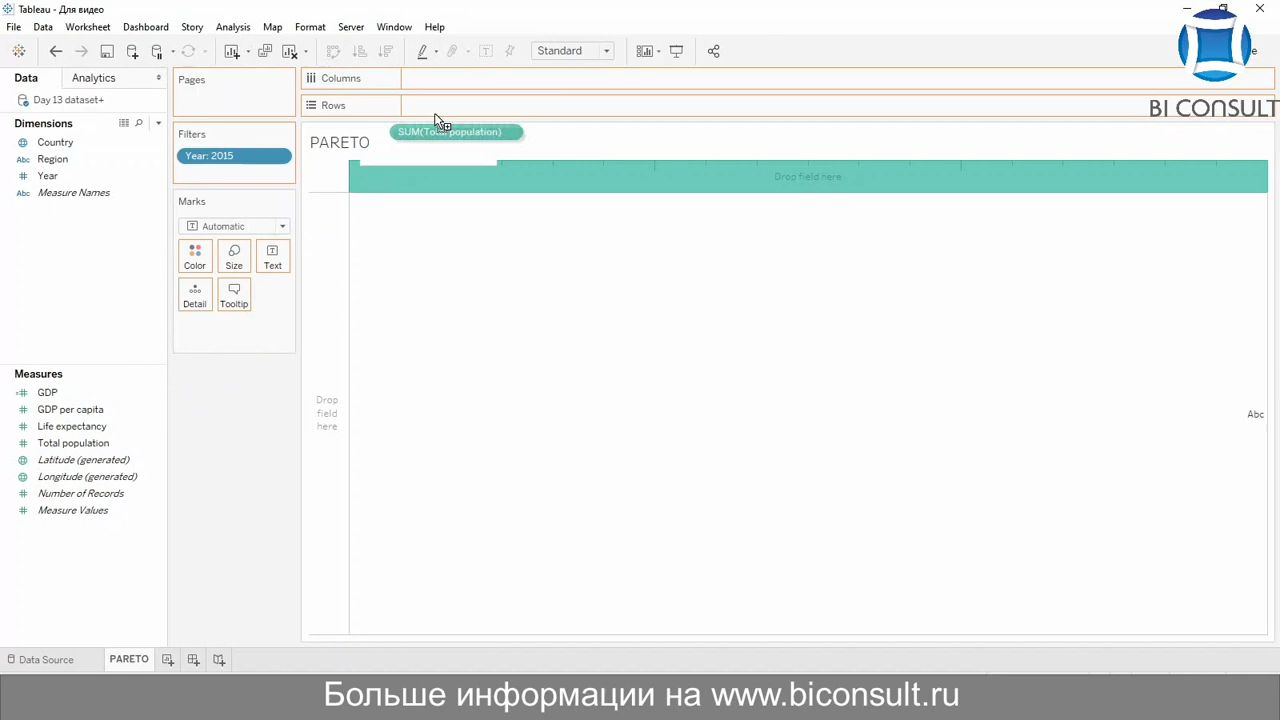 Tableau - Для видео
File Data Worksheet Dashboard Story Analysis Map Format Server Window Help
Standard
Data Analytics
Day 13 dataset+
Dimensions
Country
Abc Region
Year
Abc Measure Names
Measures
GDP
GDP per capita
Life expectancy
Total population
Latitude (generated)
Longitude (generated)
Number of Records
Measure Values
Pages
Filters
Year: 2015
Marks
Automatic
Color Size Text
Detail Tooltip
Columns
Rows
SUM(Total population)
PARETO
Drop field here
Drop
field
here
Abc
BI CONSULT
Data Source PARETO
Больше информации на www.biconsult.ru